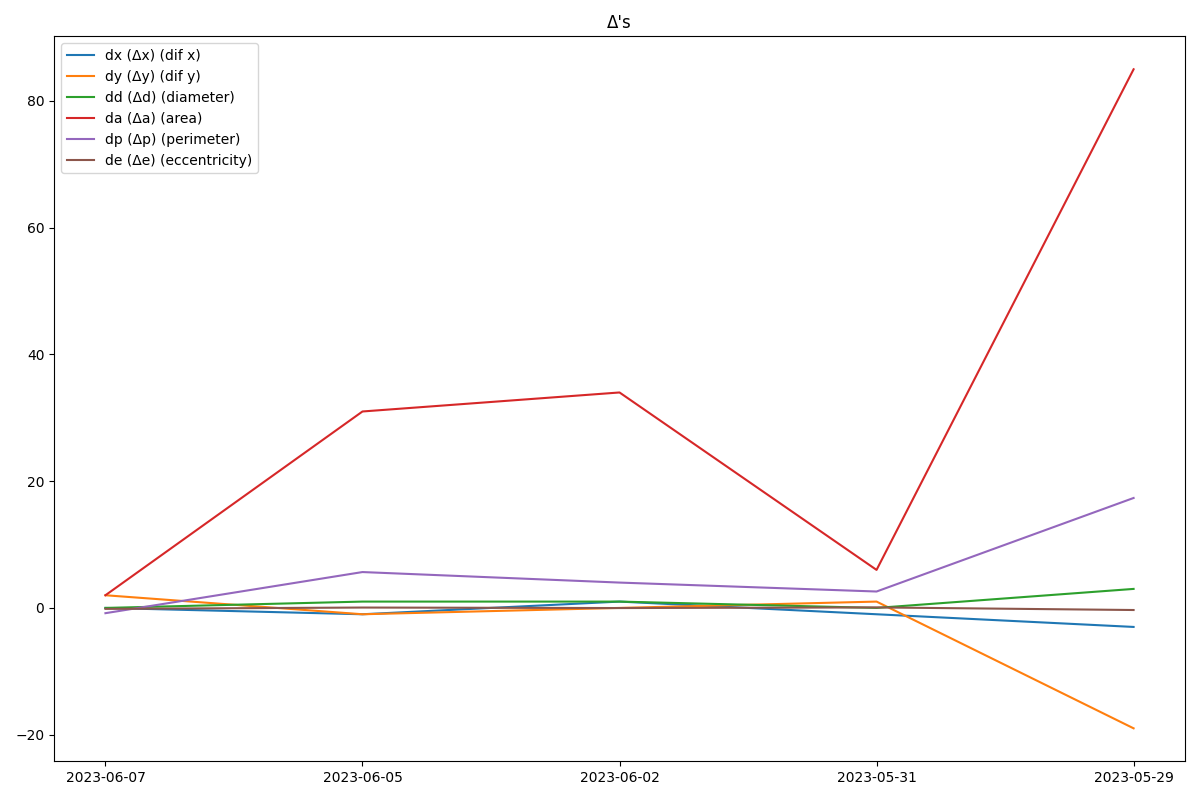 Δ's
dx (Δx) (dif x)
dy (Δy) (dif y)
dd (Δd) (diameter)
da (Δa) (area)
dp (Δp) (perimeter)
de (Δe) (eccentricity)
80
60
40
20
0
−20
2023-06-07 2023-06-05 2023-06-02 2023-05-31 2023-05-29